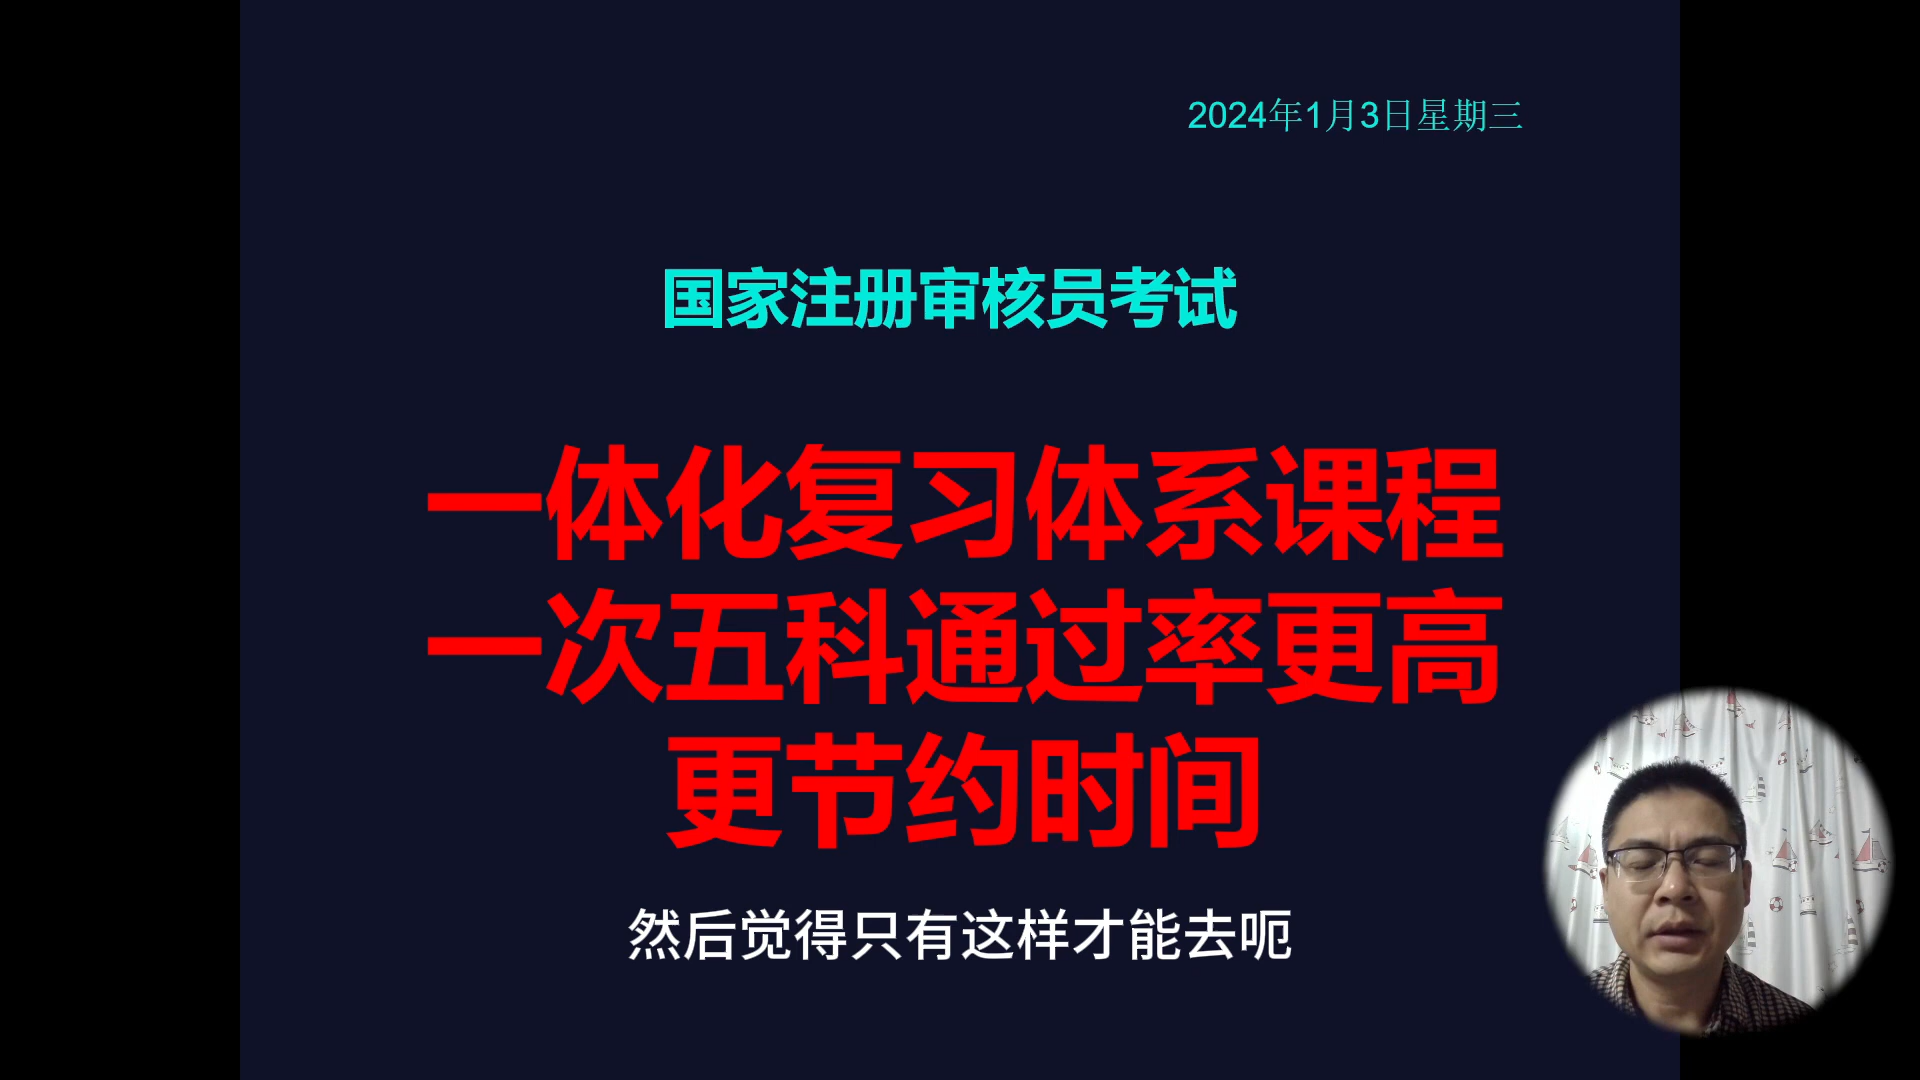 2024年1月3日星期三
国家注册审核员考试
一体化复习体系课程
一次五科通过率更高
更节约时间
然后觉得只有这样才能去呃